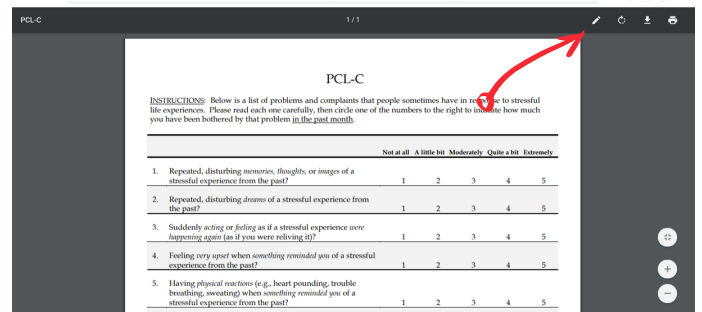 PCL-C
1 / 1
PCL-C
INSTRUCTIONS: Below is a list of problems and complaints that people sometimes have in response to stressful
life experiences. Please read each one carefully, then circle one of the numbers to the right to indicate how much
you have been bothered by that problem in the past month.
Not at all A little bit Moderately Quite a bit Extremely
1. Repeated, disturbing memories, thoughts, or images of a
stressful experience from the past? 1 2 3 4 5
2. Repeated, disturbing dreams of a stressful experience from
the past? 1 2 3 4 5
3. Suddenly acting or feeling as if a stressful experience were
happening again (as if you were reliving it)? 1 2 3 4 5
4. Feeling very upset when something reminded you of a stressful
experience from the past? 1 2 3 4 5
5. Having physical reactions (e.g., heart pounding, trouble
breathing, sweating) when something reminded you of a
stressful experience from the past? 1 2 3 4 5